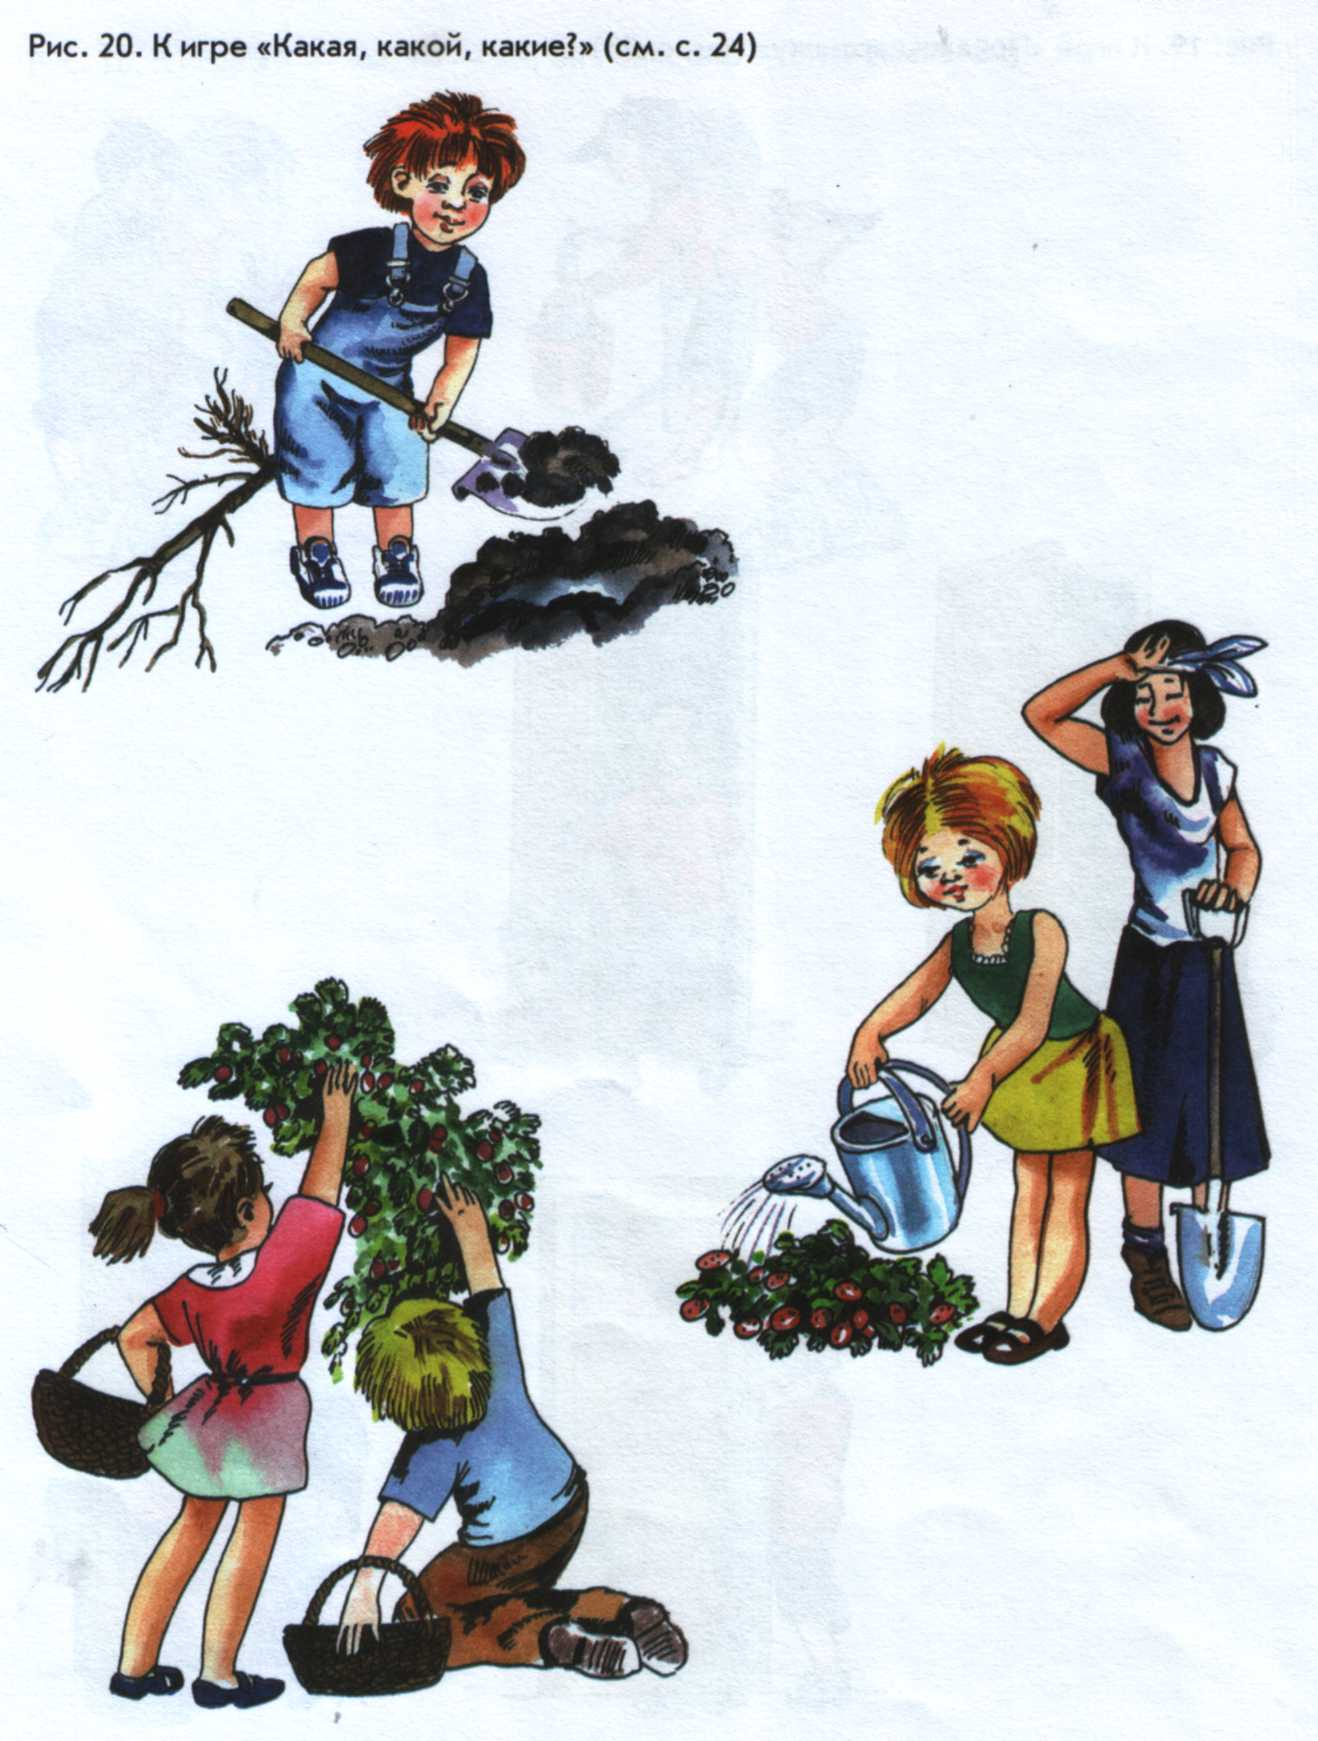 Рис. 20. К игре «Какая, какой, какие?» (см. с. 24)